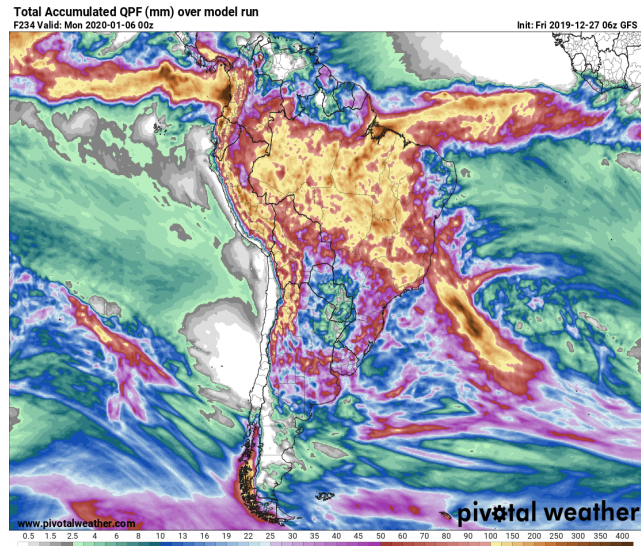 Total Accumulated QPF (mm) over model run
F234 Valid: Mon 2020-01-06 00z
Init: Fri 2019-12-27 06z GFS
www.pivotalweather.com
pivotal weather
0.5 1.5 2.5 4 6 8 10 13 16 19 22 25 30 35 40 45 50 60 70 80 90 100 150 200 250 300 350 400